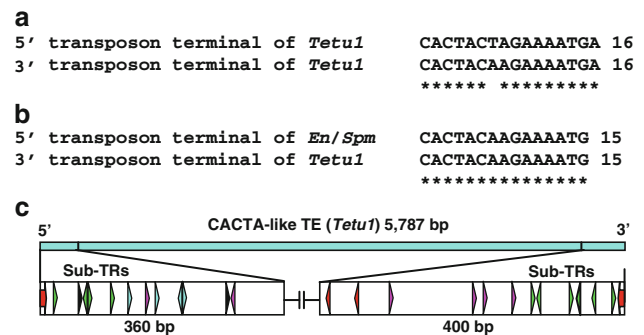 a
5′ transposon terminal of Tetu1 CACTACTAGAAAATGA 16
3′ transposon terminal of Tetu1 CACTACAAGAAAATGA 16
****** *********
b
5′ transposon terminal of En/Spm CACTACAAGAAAATG 15
3′ transposon terminal of Tetu1 CACTACAAGAAAATG 15
***************
c
5′ CACTA-like TE (Tetu1) 5,787 bp 3′
Sub-TRs Sub-TRs
360 bp 400 bp